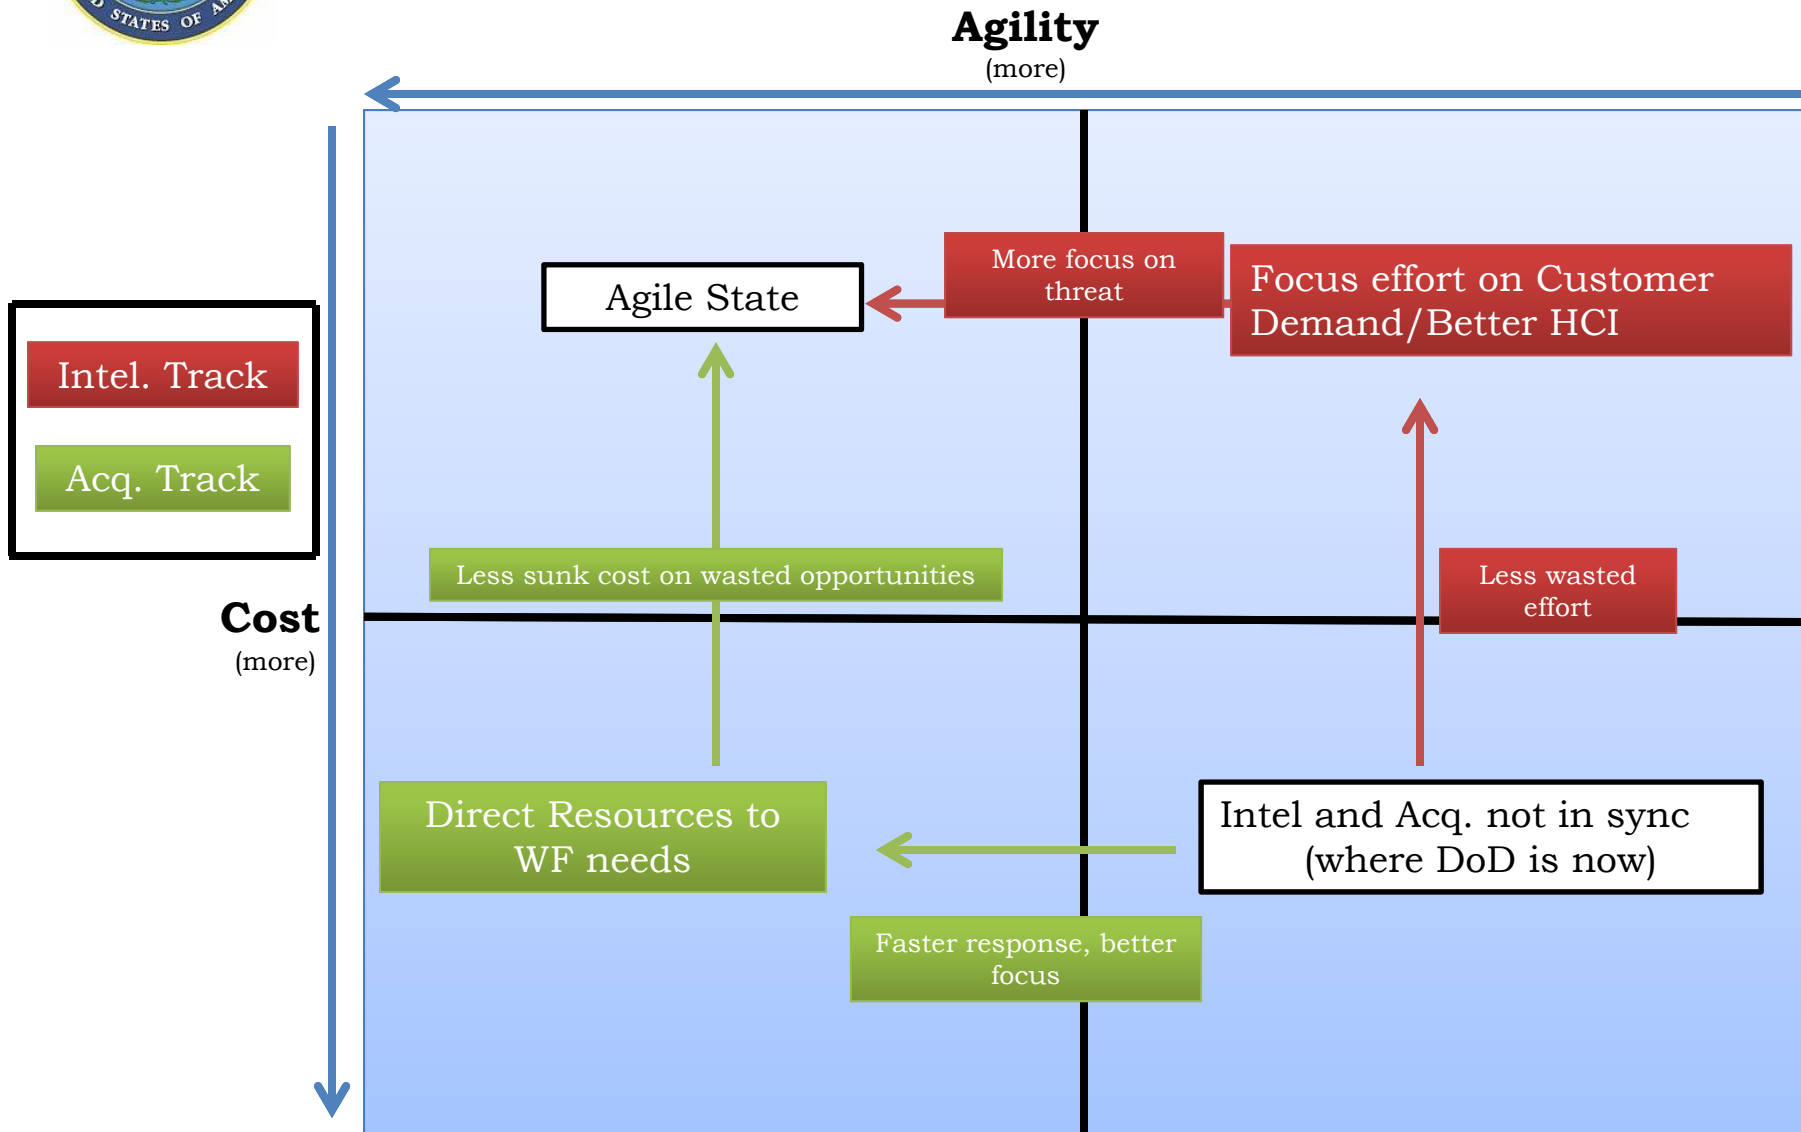 D STATES OF AM
Agility
(more)
More focus on
threat
Focus effort on Customer
Demand/Better HCI
Agile State
Intel. Track
Acq. Track
Less sunk cost on wasted opportunities
Less wasted
effort
Cost
(more)
Direct Resources to
WF needs
Intel and Acq. not in sync
(where DoD is now)
Faster response, better
focus